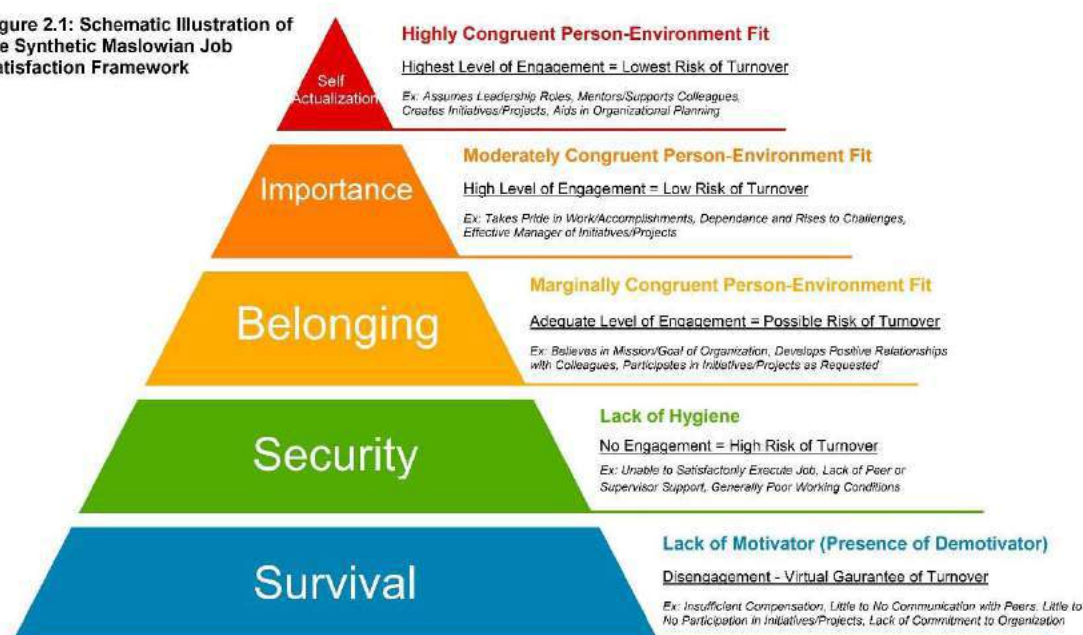 gure 2.1: Schematic Illustration of
e Synthetic Maslowian Job
atisfaction Framework
Self
Actualization
Highly Congruent Person-Environment Fit
Highest Level of Engagement = Lowest Risk of Turnover
Ex: Assumes Leadership Roles, Mentors/Supports Colleagues,
Creates Initiatives/Projects, Aids in Organizational Planning
Importance
Moderately Congruent Person-Environment Fit
High Level of Engagement = Low Risk of Turnover
Ex: Takes Pride in Work/Accomplishments, Dependance and Rises to Challenges,
Effective Manager of Initiatives/Projects
Belonging
Marginally Congruent Person-Environment Fit
Adequate Level of Engagement = Possible Risk of Turnover
Ex: Believes in Mission/Goal of Organization, Develops Positive Relationships
with Colleagues, Participates in Initiatives/Projects as Requested
Security
Lack of Hygiene
No Engagement = High Risk of Turnover
Ex: Unable to Satisfactorily Execute Job, Lack of Peer or
Supervisor Support, Generally Poor Working Conditions
Survival
Lack of Motivator (Presence of Demotivator)
Disengagement - Virtual Gaurantee of Turnover
Ex: Insufficient Compensation, Little to No Communication with Peers, Little to
No Participation in Initiatives/Projects, Lack of Commitment to Organization